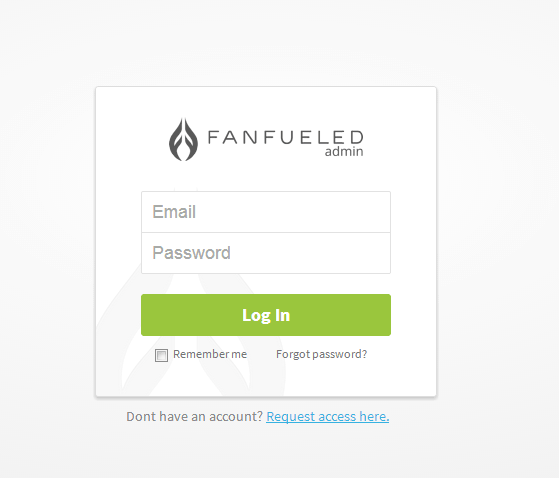 FANFUELED
admin
Email
Password
Log In
Remember me Forgot password?
Dont have an account? Request access here.